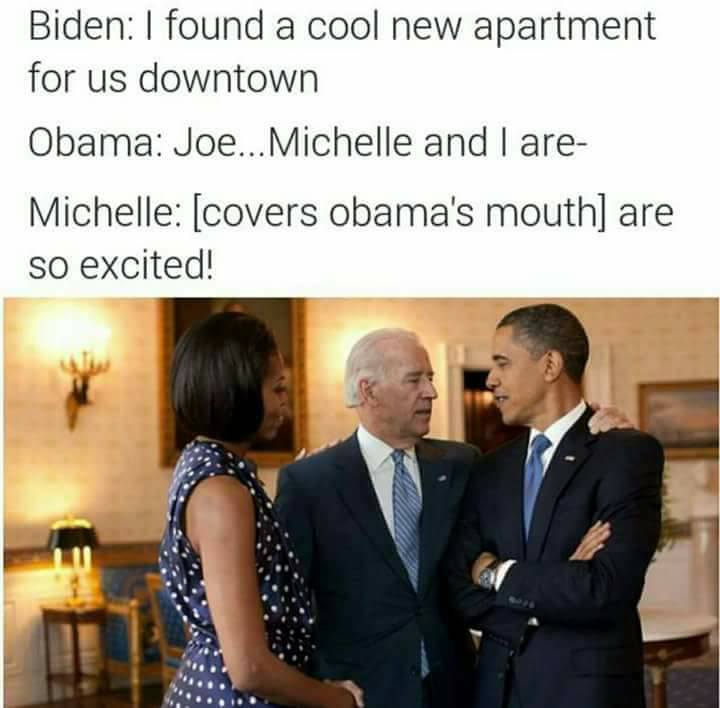 Biden: I found a cool new apartment
for us downtown
Obama: Joe...Michelle and I are-
Michelle: [covers obama's mouth] are
so excited!